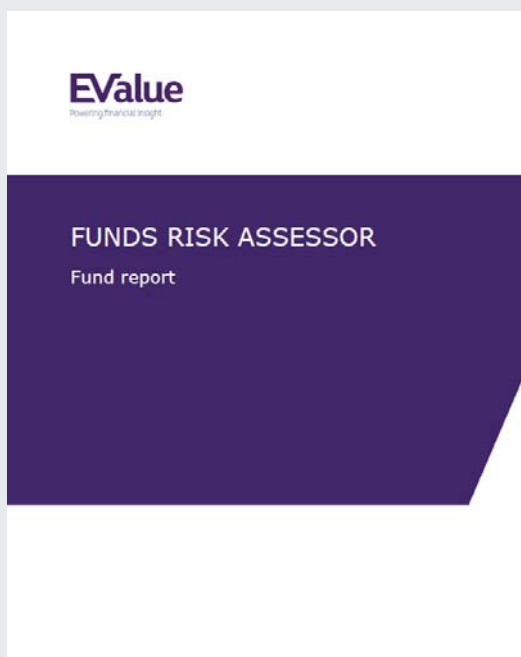 EValue
Powering financial insight
FUNDS RISK ASSESSOR
Fund report